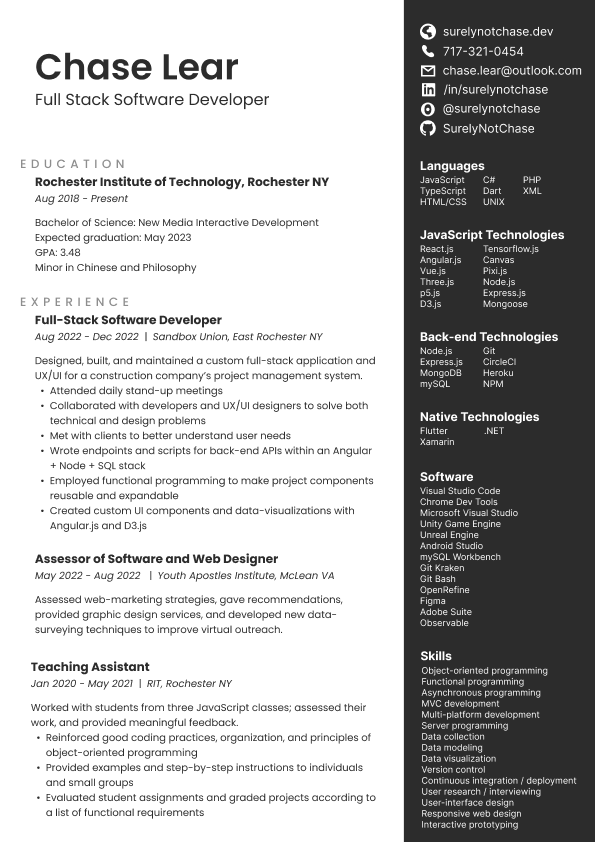 Chase Lear
Full Stack Software Developer
EDUCATION
Rochester Institute of Technology, Rochester NY
Aug 2018 - Present
Bachelor of Science: New Media Interactive Development
Expected graduation: May 2023
GPA: 3.48
Minor in Chinese and Philosophy
EXPERIENCE
Full-Stack Software Developer
Aug 2022 - Dec 2022 | Sandbox Union, East Rochester NY
Designed, built, and maintained a custom full-stack application and
UX/UI for a construction company's project management system.
• Attended daily stand-up meetings
• Collaborated with developers and UX/UI designers to solve both
technical and design problems
• Met with clients to better understand user needs
• Wrote endpoints and scripts for back-end APIs within an Angular
+ Node + SQL stack
• Employed functional programming to make project components
reusable and expandable
• Created custom UI components and data-visualizations with
Angular.js and D3.js
Assessor of Software and Web Designer
May 2022 - Aug 2022 | Youth Apostles Institute, McLean VA
Assessed web-marketing strategies, gave recommendations,
provided graphic design services, and developed new data-
surveying techniques to improve virtual outreach.
Teaching Assistant
Jan 2020 - May 2021 | RIT, Rochester NY
Worked with students from three JavaScript classes; assessed their
work, and provided meaningful feedback.
• Reinforced good coding practices, organization, and principles of
object-oriented programming
• Provided examples and step-by-step instructions to individuals
and small groups
• Evaluated student assignments and graded projects according to
a list of functional requirements
surelynotchase.dev
717-321-0454
chase.lear@outlook.com
/in/surelynotchase
@surelynotchase
SurelyNotChase
Languages
JavaScript C# PHP
TypeScript Dart XML
HTML/CSS UNIX
JavaScript Technologies
React.js Tensorflow.js
Angular.js Canvas
Vue.js Pixi.js
Three.js Node.js
p5.js Express.js
D3.js Mongoose
Back-end Technologies
Node.js Git
Express.js CircleCI
MongoDB Heroku
mySQL NPM
Native Technologies
Flutter .NET
Xamarin
Software
Visual Studio Code
Chrome Dev Tools
Microsoft Visual Studio
Unity Game Engine
Unreal Engine
Android Studio
mySQL Workbench
Git Kraken
Git Bash
OpenRefine
Figma
Adobe Suite
Observable
Skills
Object-oriented programming
Functional programming
Asynchronous programming
MVC development
Multi-platform development
Server programming
Data collection
Data modeling
Data visualization
Version control
Continuous integration / deployment
User research / interviewing
User-interface design
Responsive web design
Interactive prototyping